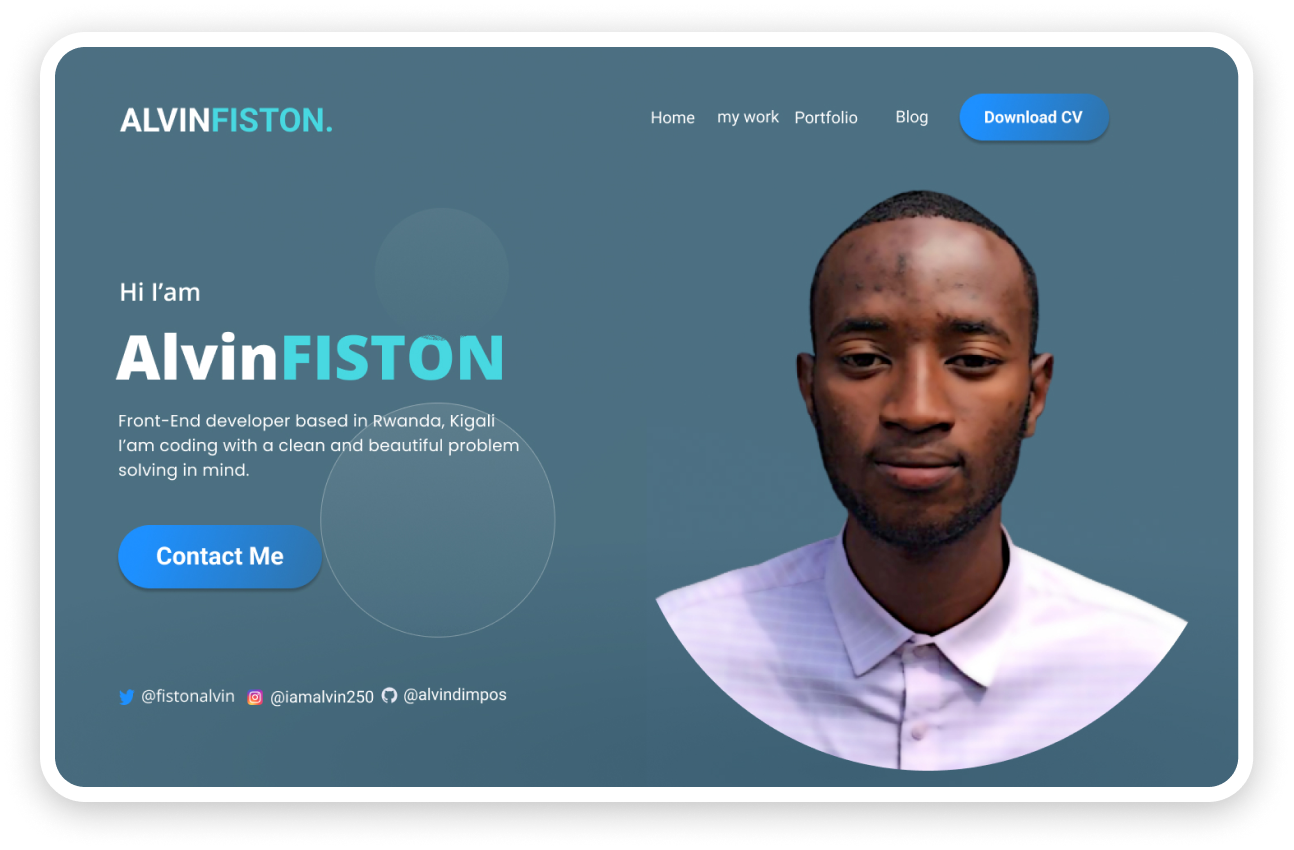 ALVINFISTON.
Home my work Portfolio Blog Download CV
Hi I’am
AlvinFISTON
Front-End developer based in Rwanda, Kigali
I’am coding with a clean and beautiful problem
solving in mind.
Contact Me
@fistonalvin @iamalvin250 @alvindimpos